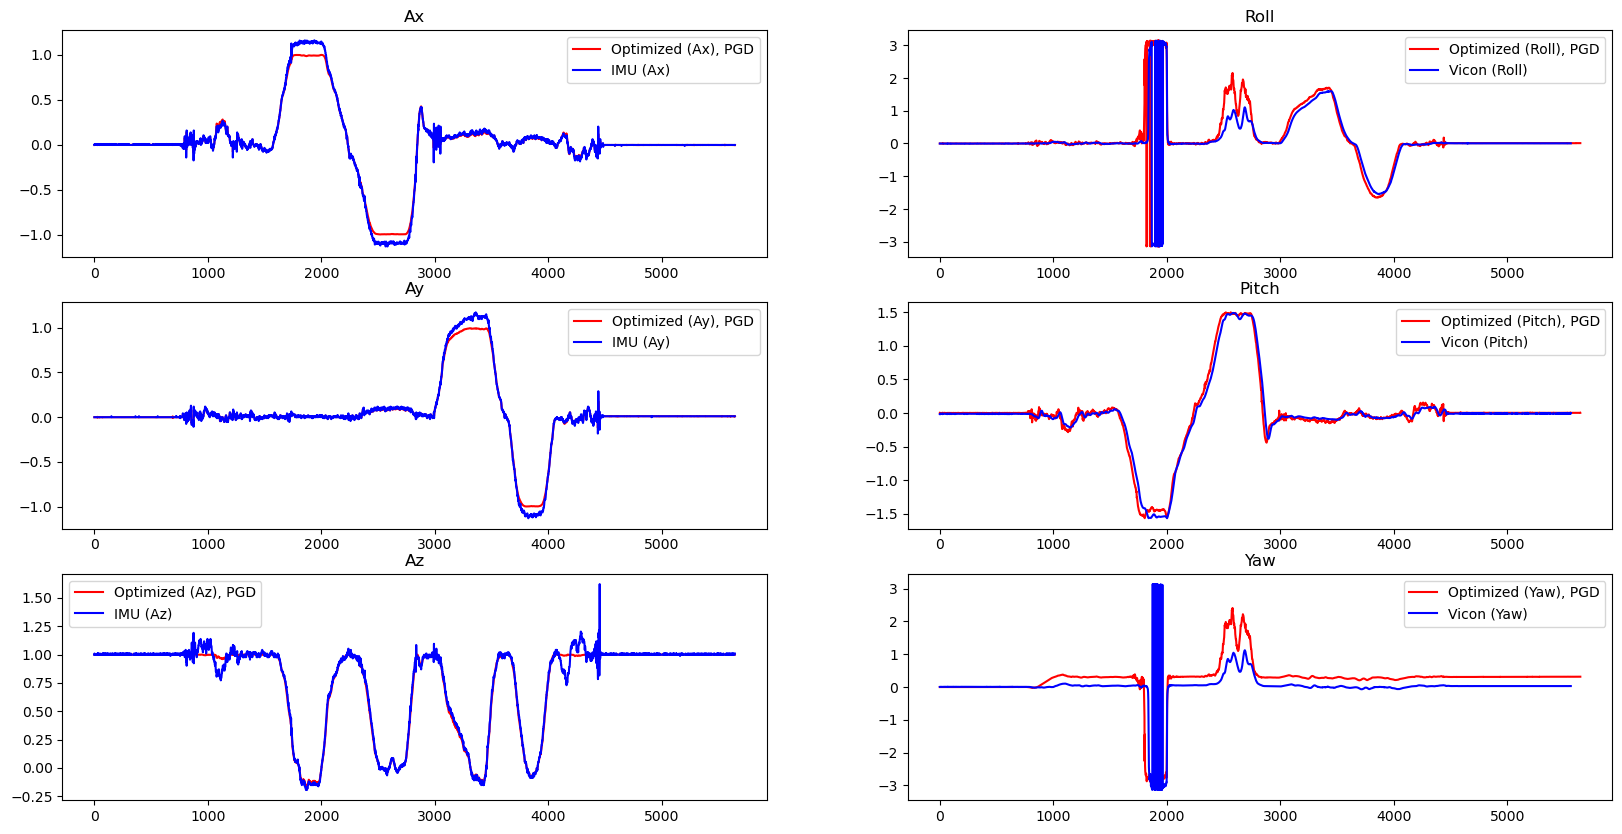 Ax
1.0
0.5
0.0
−0.5
−1.0
0 1000 2000 3000 4000 5000
Optimized (Ax), PGD
IMU (Ax)
Roll
3
2
1
0
−1
−2
−3
0 1000 2000 3000 4000 5000
Optimized (Roll), PGD
Vicon (Roll)
Ay
1.0
0.5
0.0
−0.5
−1.0
0 1000 2000 3000 4000 5000
Optimized (Ay), PGD
IMU (Ay)
Pitch
1.5
1.0
0.5
0.0
−0.5
−1.0
−1.5
0 1000 2000 3000 4000 5000
Optimized (Pitch), PGD
Vicon (Pitch)
Az
1.50
1.25
1.00
0.75
0.50
0.25
0.00
−0.25
0 1000 2000 3000 4000 5000
Optimized (Az), PGD
IMU (Az)
Yaw
3
2
1
0
−1
−2
−3
0 1000 2000 3000 4000 5000
Optimized (Yaw), PGD
Vicon (Yaw)